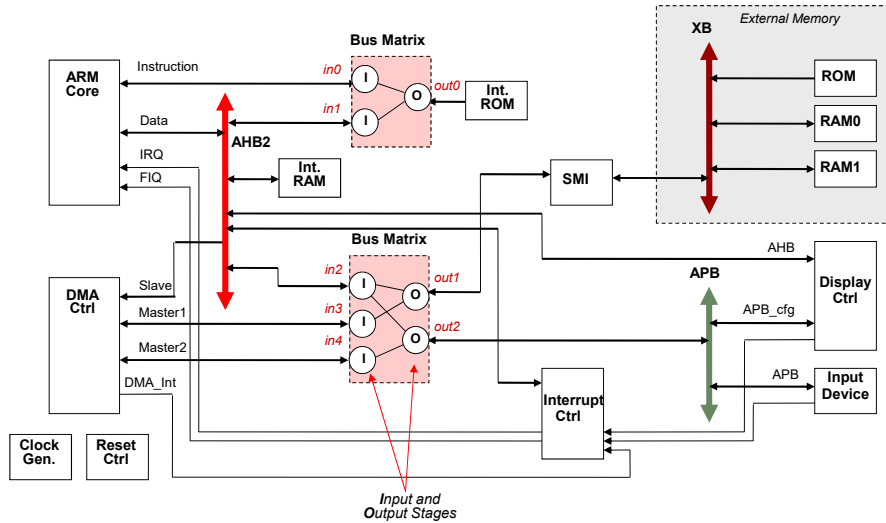 External Memory
XB
Bus Matrix
ARM
Core
Instruction
in0
I
O
out0
Int.
ROM
ROM
in1
I
Data
AHB2
RAM0
IRQ
FIQ
Int.
RAM
SMI
RAM1
Bus Matrix
AHB
in2
I
out1
O
APB
Display
Ctrl
DMA
Ctrl
Slave
Master1
in3
I
APB_cfg
out2
O
Master2
in4
I
DMA_Int
Interrupt
Ctrl
APB
Input
Device
Clock
Gen.
Reset
Ctrl
Input and
Output Stages